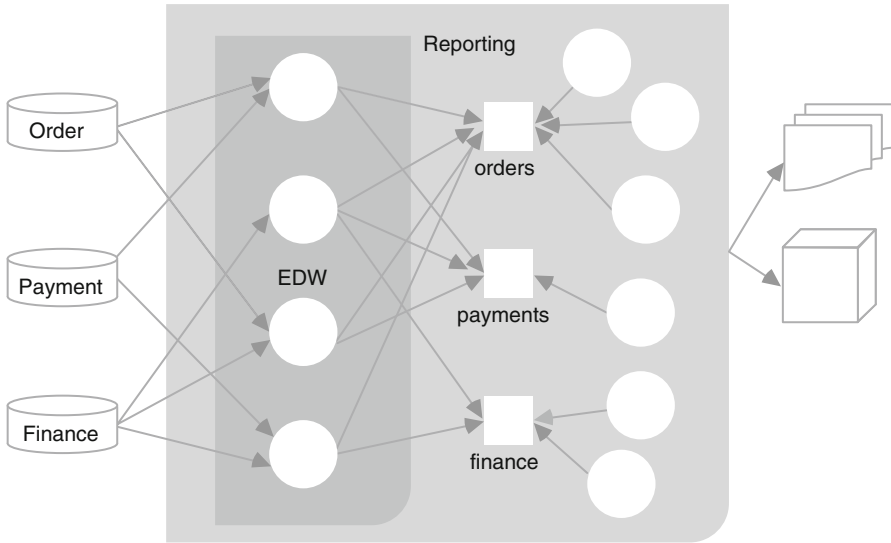 Reporting
Order
orders
EDW
Payment
payments
Finance
finance